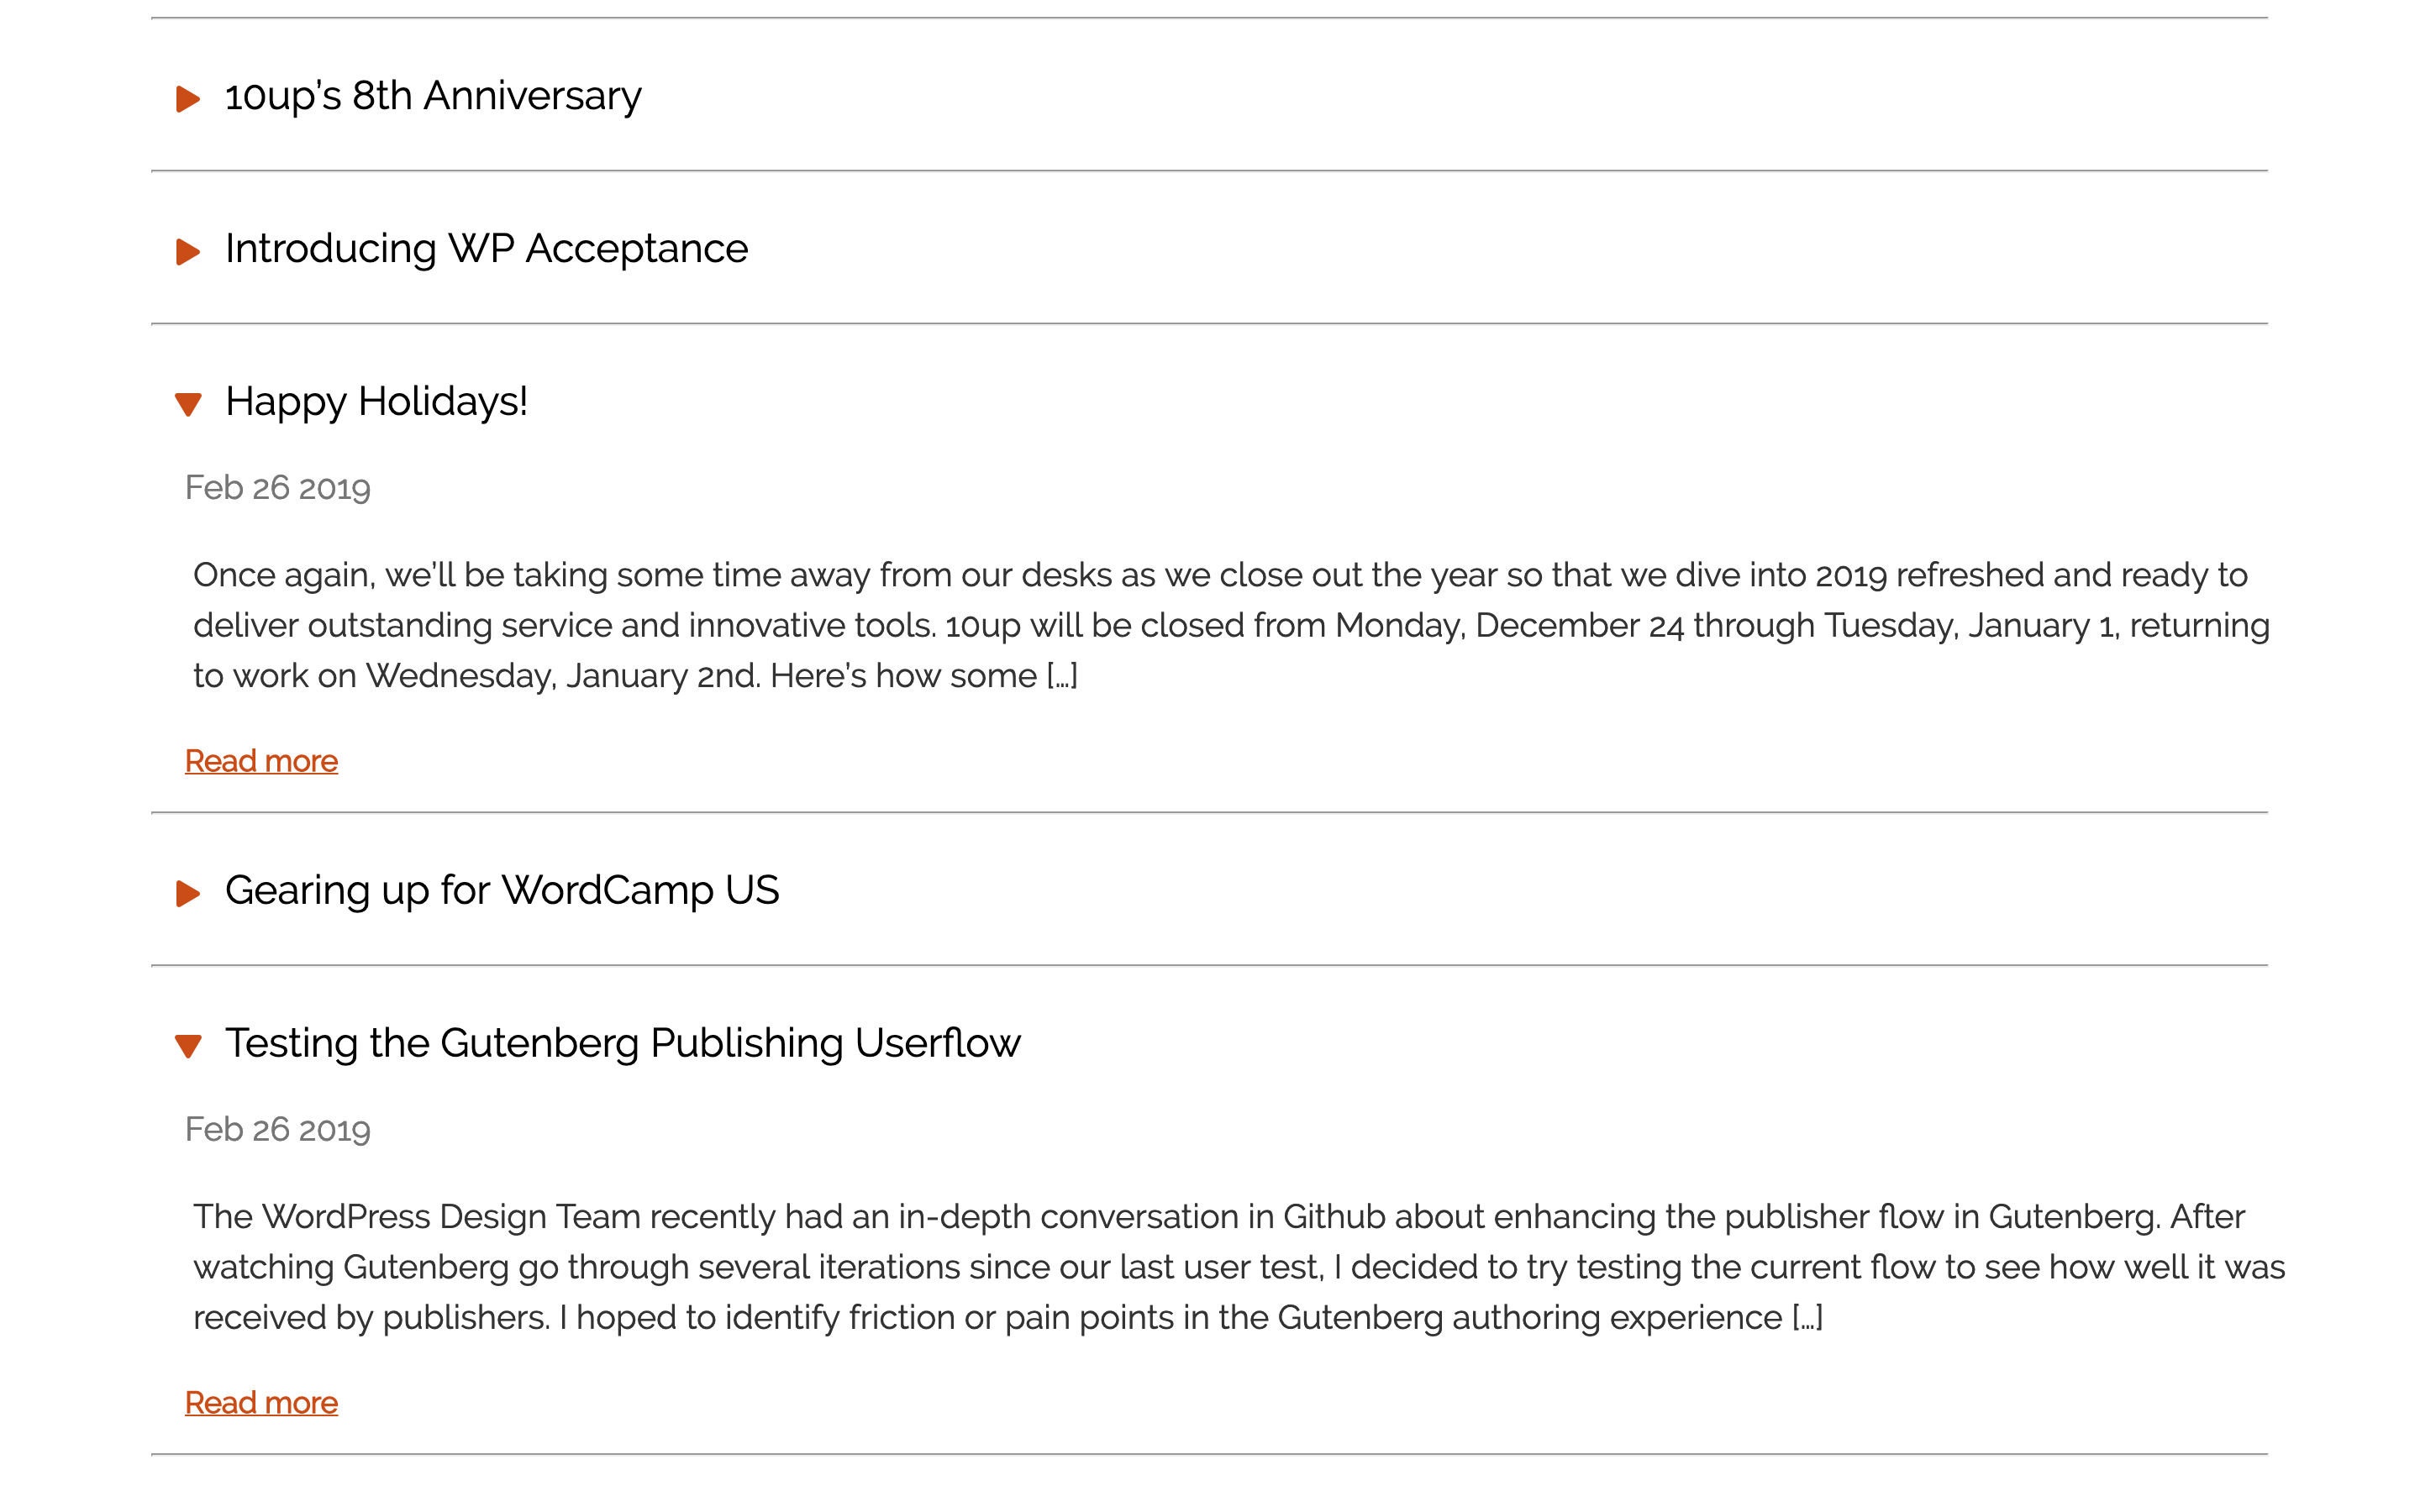 10up’s 8th Anniversary
Introducing WP Acceptance
Happy Holidays!
Feb 26 2019
Once again, we’ll be taking some time away from our desks as we close out the year so that we dive into 2019 refreshed and ready to
deliver outstanding service and innovative tools. 10up will be closed from Monday, December 24 through Tuesday, January 1, returning
to work on Wednesday, January 2nd. Here’s how some […]
Read more
Gearing up for WordCamp US
Testing the Gutenberg Publishing Userflow
Feb 26 2019
The WordPress Design Team recently had an in-depth conversation in Github about enhancing the publisher flow in Gutenberg. After
watching Gutenberg go through several iterations since our last user test, I decided to try testing the current flow to see how well it was
received by publishers. I hoped to identify friction or pain points in the Gutenberg authoring experience […]
Read more